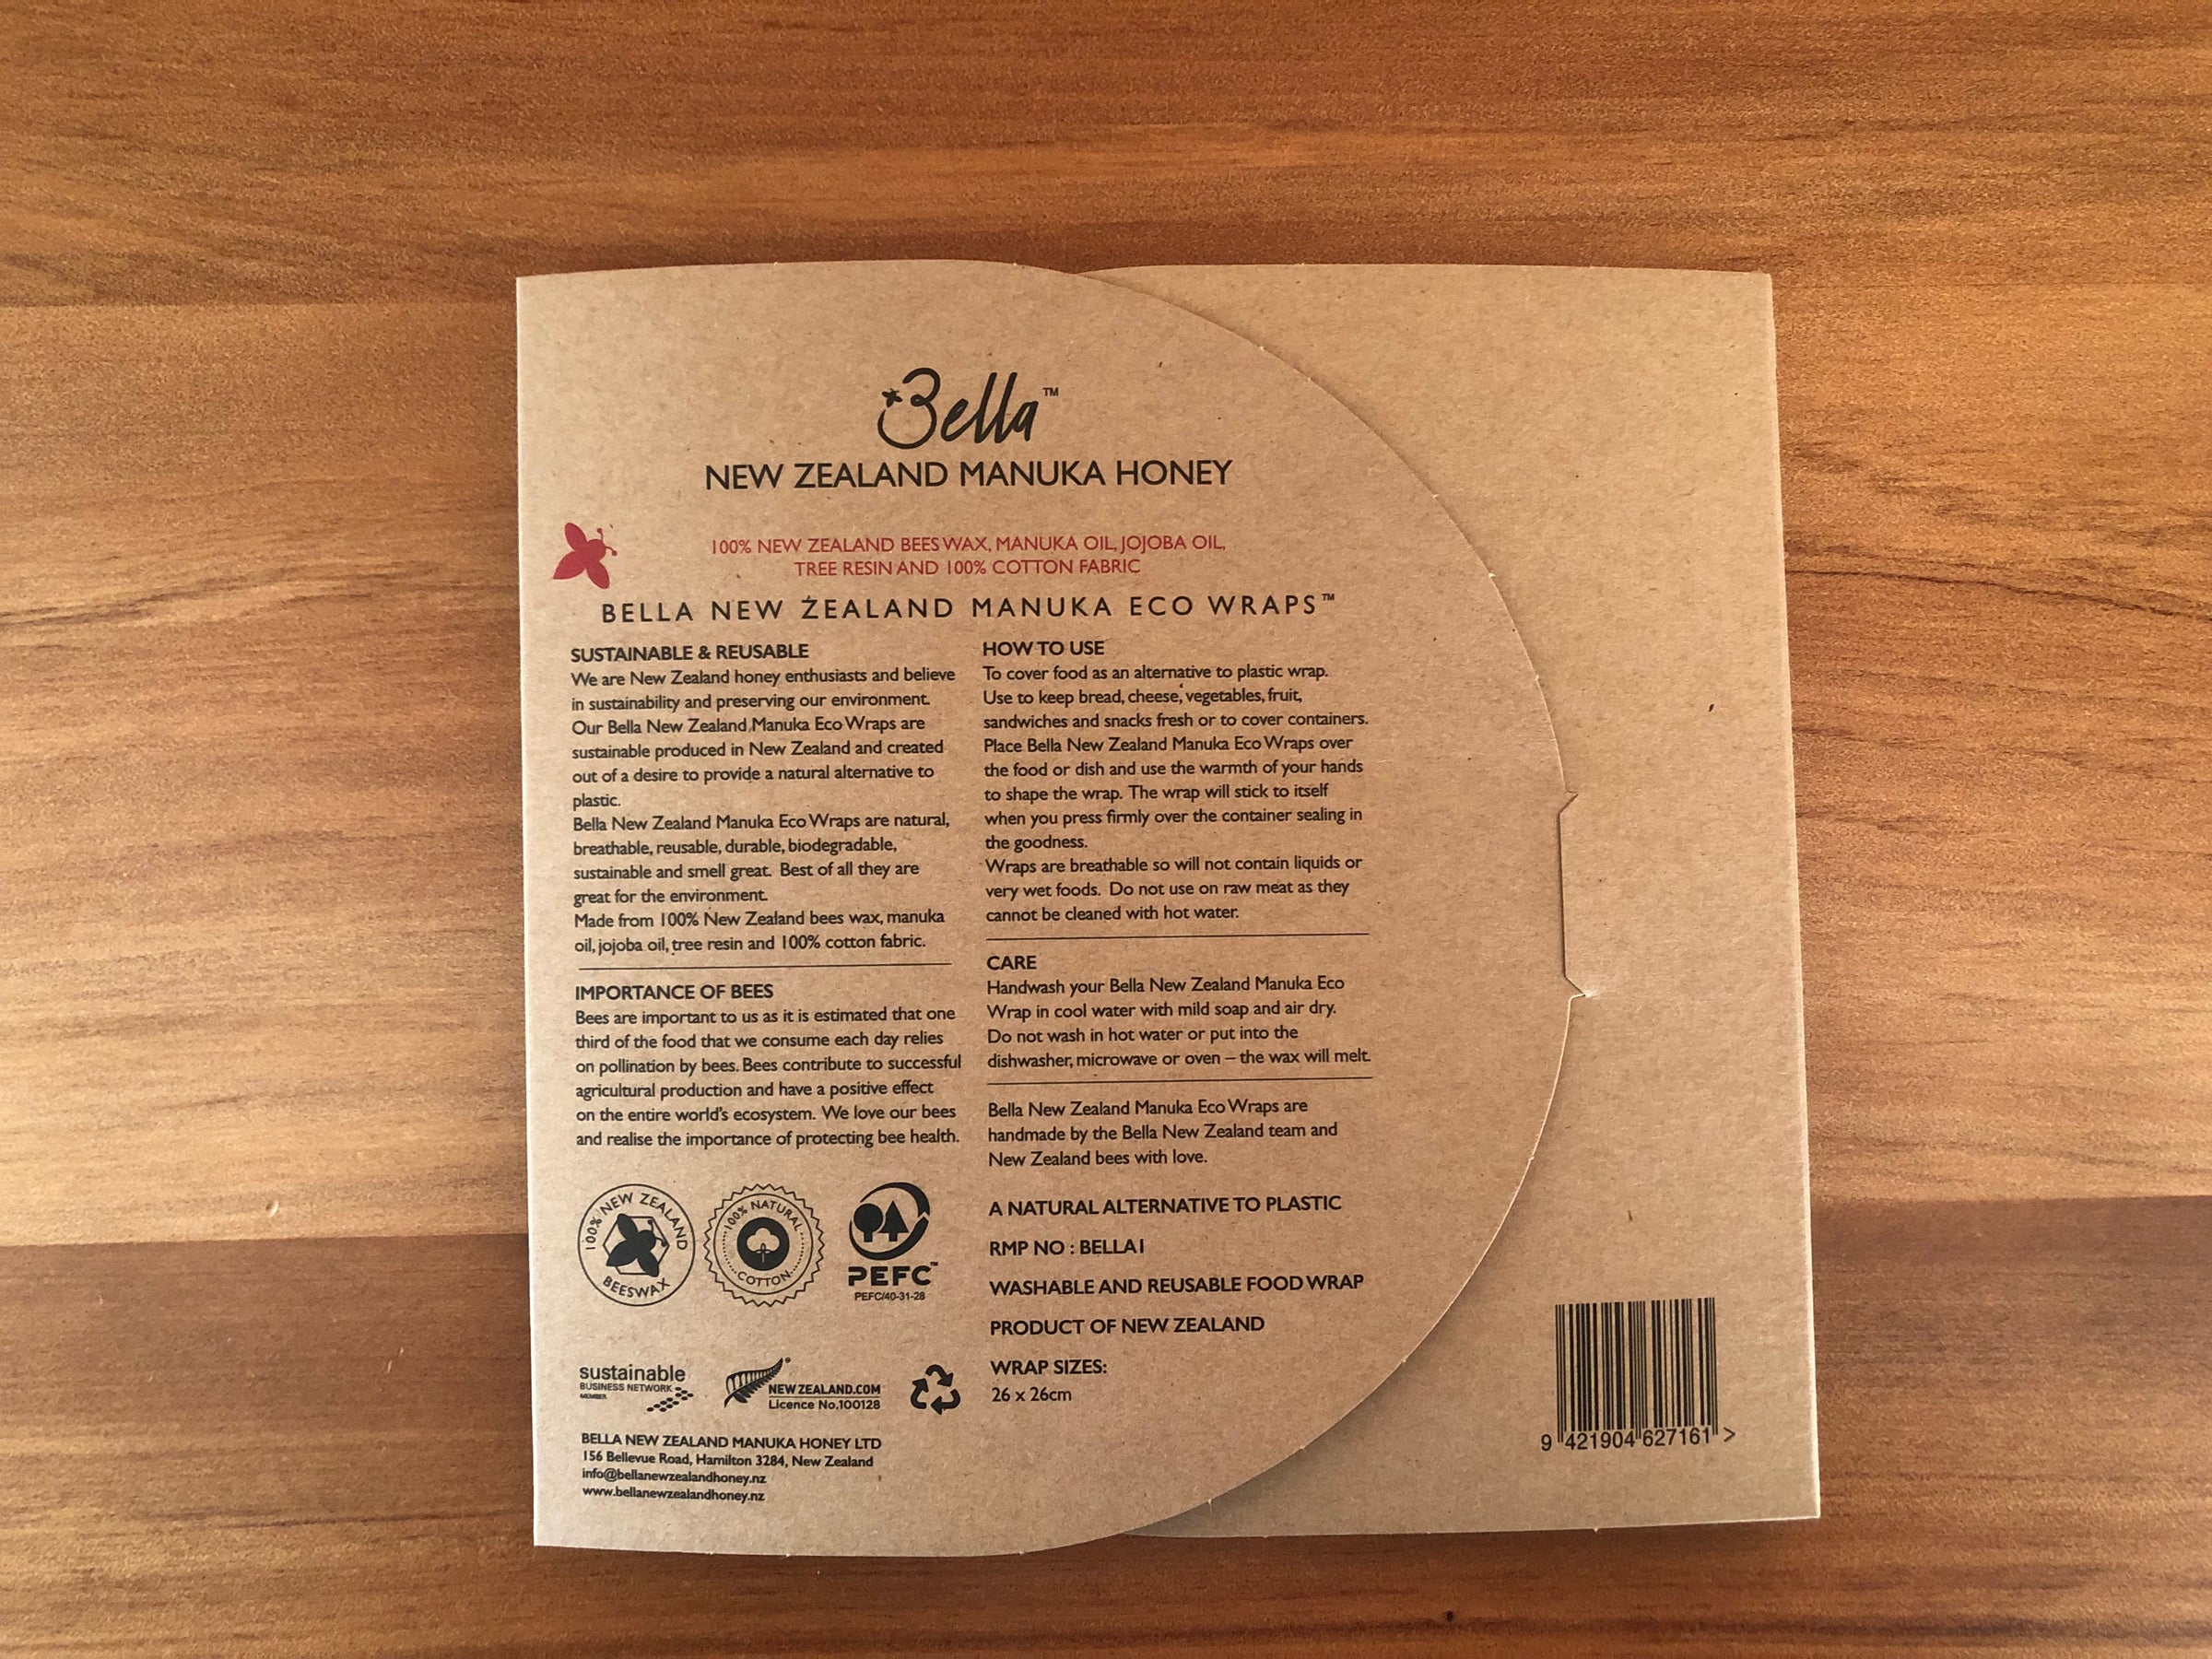 Bella™
NEW ZEALAND MANUKA HONEY
100% NEW ZEALAND BEES WAX, MANUKA OIL, JOJOBA OIL,
TREE RESIN AND 100% COTTON FABRIC
BELLA NEW ZEALAND MANUKA ECO WRAPS™
SUSTAINABLE & REUSABLE
We are New Zealand honey enthusiasts and believe
in sustainability and preserving our environment.
Our Bella New Zealand Manuka Eco Wraps are
sustainable produced in New Zealand and created
out of a desire to provide a natural alternative to
plastic.
Bella New Zealand Manuka Eco Wraps are natural,
breathable, reusable, durable, biodegradable,
sustainable and smell great. Best of all they are
great for the environment.
Made from 100% New Zealand bees wax, manuka
oil, jojoba oil, tree resin and 100% cotton fabric.
IMPORTANCE OF BEES
Bees are important to us as it is estimated that one
third of the food that we consume each day relies
on pollination by bees. Bees contribute to successful
agricultural production and have a positive effect
on the entire world's ecosystem. We love our bees
and realise the importance of protecting bee health.
100% NEW ZEALAND
BEESWAX
100% NATURAL
COTTON
PEFC™
PEFC/40-31-28
sustainable
BUSINESS NETWORK
MEMBER
NEWZEALAND.COM
Licence No.100128
BELLA NEW ZEALAND MANUKA HONEY LTD
156 Bellevue Road, Hamilton 3284, New Zealand
info@bellanewzealandhoney.nz
www.bellanewzealandhoney.nz
HOW TO USE
To cover food as an alternative to plastic wrap.
Use to keep bread, cheese, vegetables, fruit,
sandwiches and snacks fresh or to cover containers.
Place Bella New Zealand Manuka Eco Wraps over
the food or dish and use the warmth of your hands
to shape the wrap. The wrap will stick to itself
when you press firmly over the container sealing in
the goodness.
Wraps are breathable so will not contain liquids or
very wet foods. Do not use on raw meat as they
cannot be cleaned with hot water.
CARE
Handwash your Bella New Zealand Manuka Eco
Wrap in cool water with mild soap and air dry.
Do not wash in hot water or put into the
dishwasher, microwave or oven – the wax will melt.
Bella New Zealand Manuka Eco Wraps are
handmade by the Bella New Zealand team and
New Zealand bees with love.
A NATURAL ALTERNATIVE TO PLASTIC
RMP NO : BELLA1
WASHABLE AND REUSABLE FOOD WRAP
PRODUCT OF NEW ZEALAND
WRAP SIZES:
26 x 26cm
9 421904 627161 >